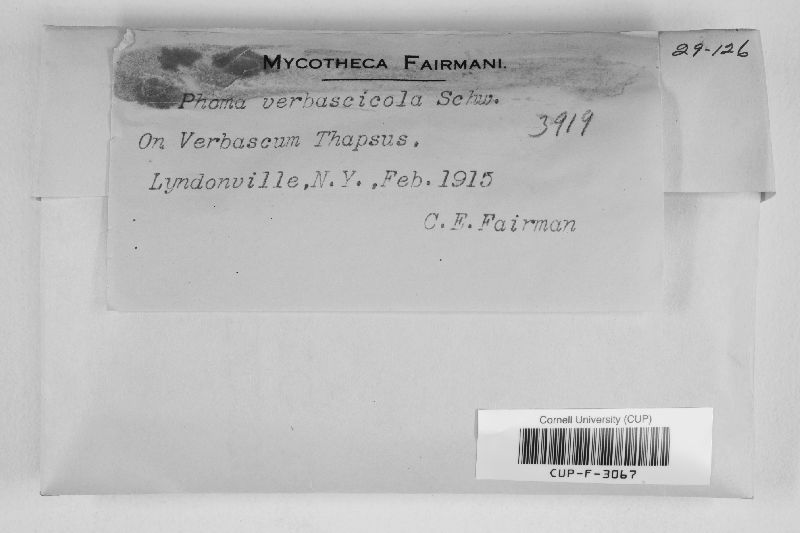 MYCOTHECA FAIRMANI.
29-126
Phoma verbascicola Schw.
3919
On Verbascum Thapsus.
Lyndonville, N.Y., Feb. 1915
C.E. Fairman
Cornell University (CUP)
CUP-F-3067